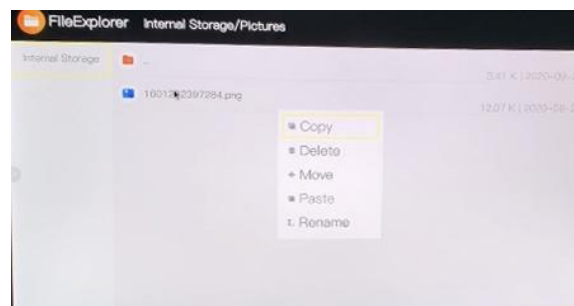 FileExplorer Internal Storage/Pictures
Internal Storage
..
3.41 K | 2020-09-
12.07 K | 2020-08-2
Copy
Delete
Move
Paste
Rename